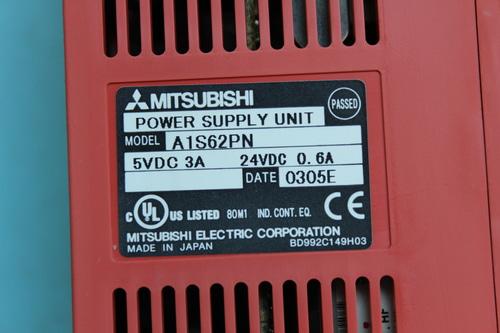 MITSUBISHI
PASSED
POWER SUPPLY UNIT
MODEL A1S62PN
5VDC 3A 24VDC 0.6A
DATE 0305E
C UL US LISTED 80M1 IND. CONT. EQ. CE
MITSUBISHI ELECTRIC CORPORATION
MADE IN JAPAN BD992C149H03